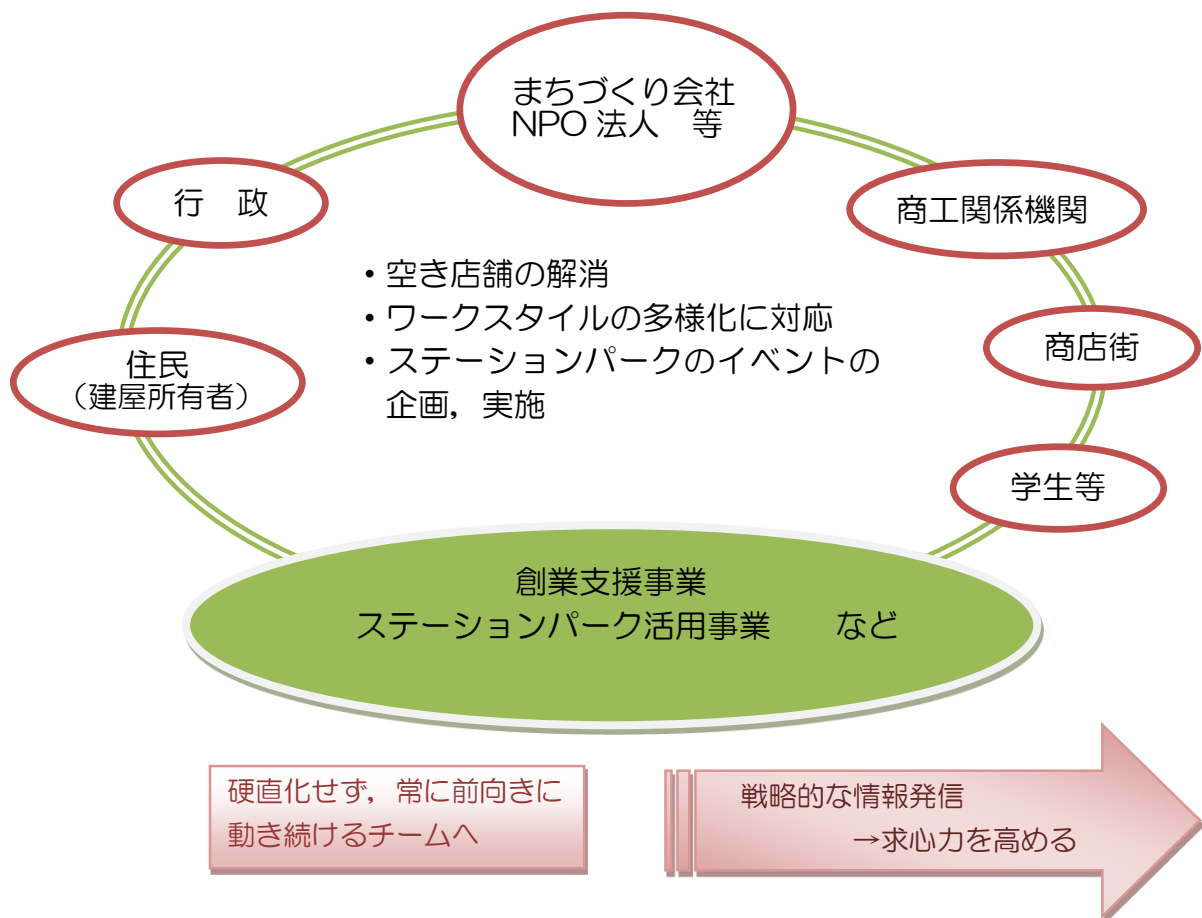 まちづくり会社
NPO 法人　等
行　政
商工関係機関
・空き店舗の解消
・ワークスタイルの多様化に対応
・ステーションパークのイベントの
企画，実施
商店街
住民
（建屋所有者）
学生等
創業支援事業
ステーションパーク活用事業　　など
硬直化せず，常に前向きに
動き続けるチームへ
戦略的な情報発信
→求心力を高める